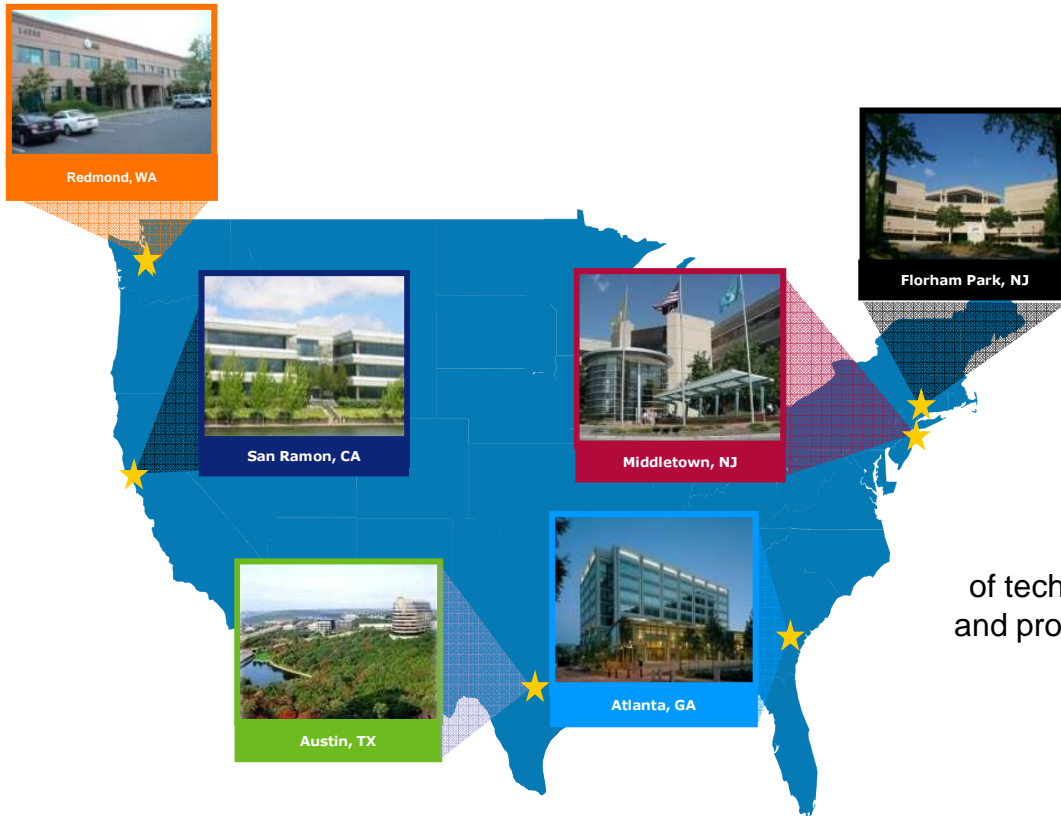 Redmond, WA
Florham Park, NJ
San Ramon, CA
Middletown, NJ
of tech
and pro
Atlanta, GA
Austin, TX